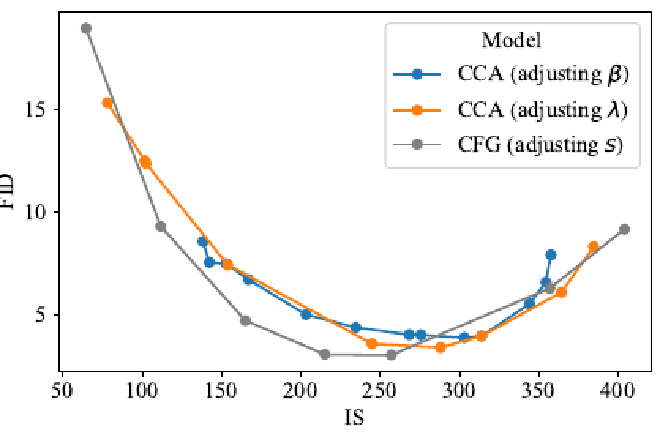 Model
CCA (adjusting β)
CCA (adjusting λ)
CFG (adjusting s)
15
10
5
FID
50 100 150 200 250 300 350 400
IS